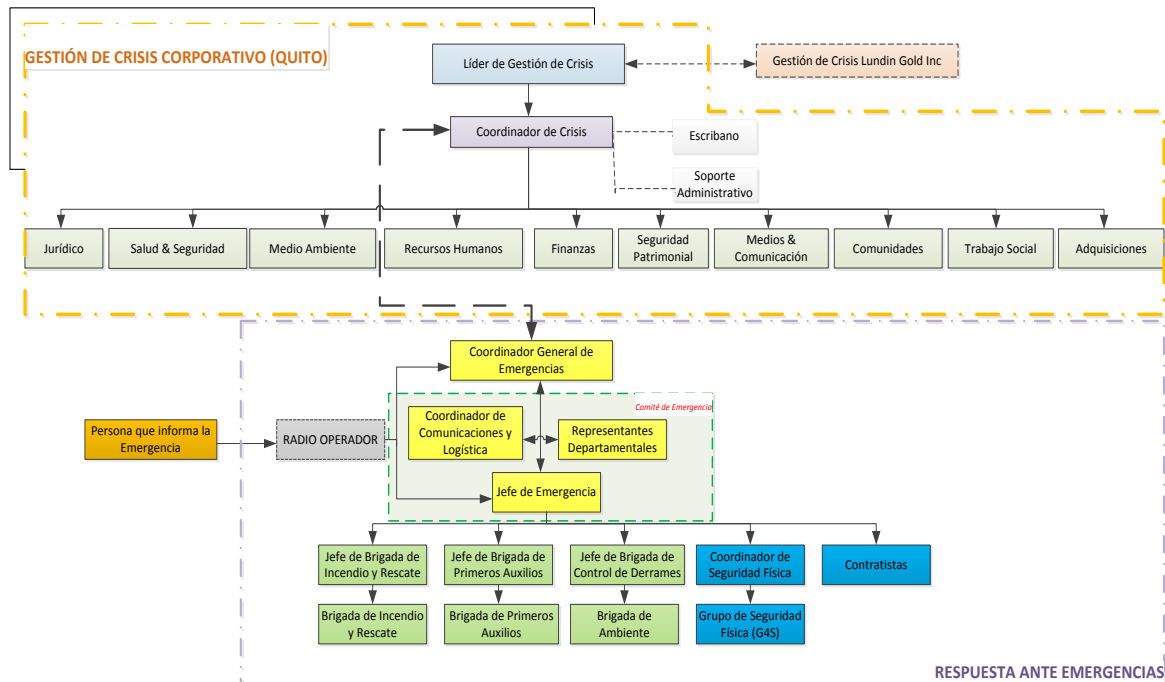 GESTIÓN DE CRISIS CORPORATIVO (QUITO)
Líder de Gestión de Crisis
Gestión de Crisis Lundin Gold Inc
Coordinador de Crisis
Escribano
Soporte
Administrativo
Jurídico
Salud & Seguridad
Medio Ambiente
Recursos Humanos
Finanzas
Seguridad
Patrimonial
Medios &
Comunicación
Comunidades
Trabajo Social
Adquisiciones
Coordinador General de
Emergencias
Comité de Emergencia
Persona que informa la
Emergencia
RADIO OPERADOR
Coordinador de
Comunicaciones y
Logística
Representantes
Departamentales
Jefe de Emergencia
Jefe de Brigada de
Incendio y Rescate
Jefe de Brigada de
Primeros Auxilios
Jefe de Brigada de
Control de Derrames
Coordinador de
Seguridad Física
Contratistas
Brigada de Incendio
y Rescate
Brigada de Primeros
Auxilios
Brigada de
Ambiente
Grupo de Seguridad
Física (G4S)
RESPUESTA ANTE EMERGENCIAS